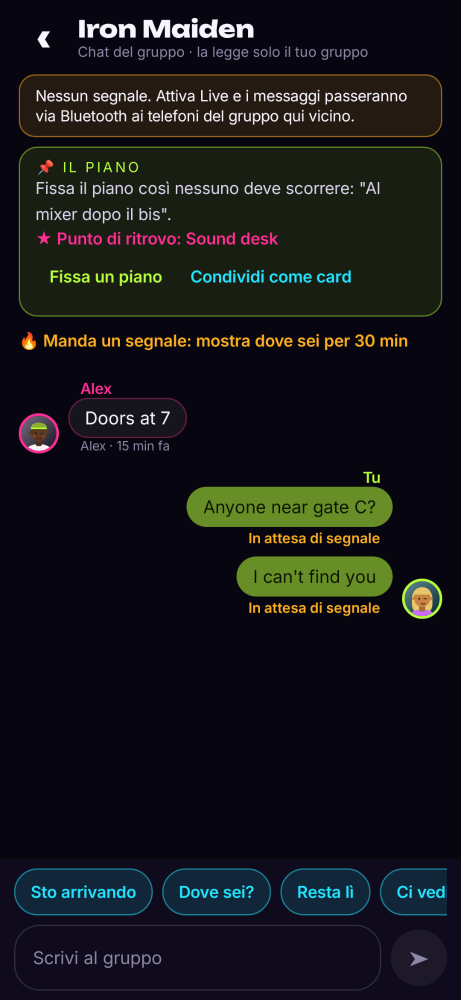 Iron Maiden
Chat del gruppo · la legge solo il tuo gruppo
Nessun segnale. Attiva Live e i messaggi passeranno
via Bluetooth ai telefoni del gruppo qui vicino.
📌 IL PIANO
Fissa il piano così nessuno deve scorrere: "Al
mixer dopo il bis".
★ Punto di ritrovo: Sound desk
Fissa un piano Condividi come card
🔥 Manda un segnale: mostra dove sei per 30 min
Alex
Doors at 7
Alex · 15 min fa
Tu
Anyone near gate C?
In attesa di segnale
I can't find you
In attesa di segnale
Sto arrivando Dove sei? Resta lì Ci ved
Scrivi al gruppo